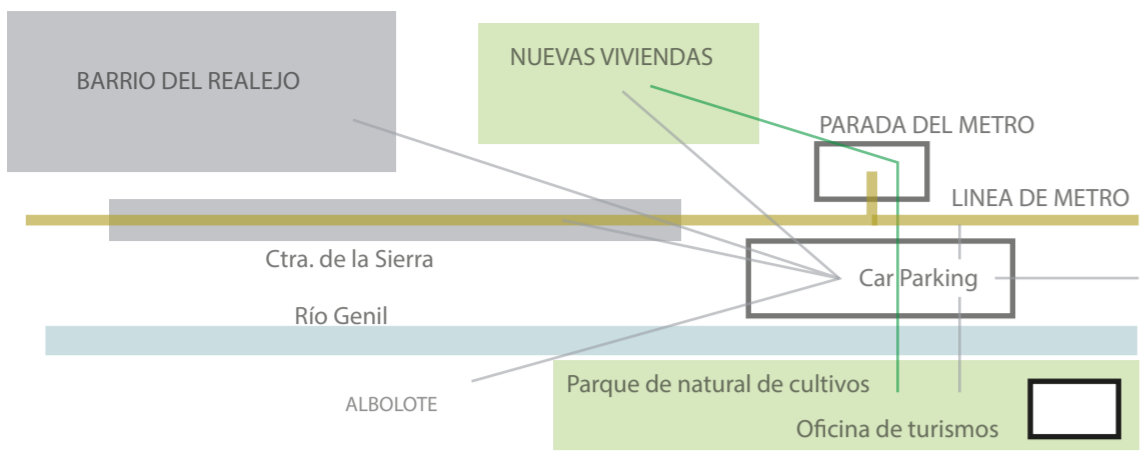 NUEVAS VIVIENDAS
BARRIO DEL REALEJO
PARADA DEL METRO
LINEA DE METRO
Ctra. de la Sierra
Car Parking
Río Genil
Parque de natural de cultivos
ALBOLOTE
Oficina de turismos